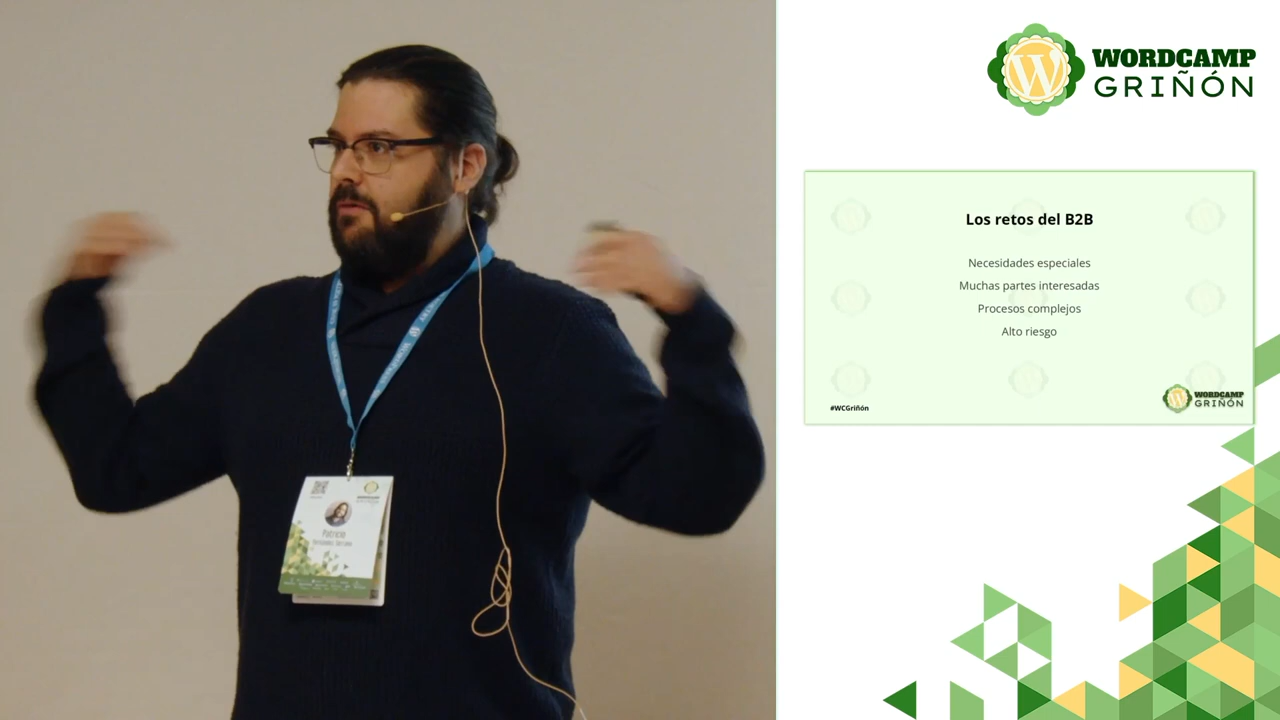 WORDCAMP
GRIÑÓN
Los retos del B2B
Necesidades especiales
Muchas partes interesadas
Procesos complejos
Alto riesgo
#WCGriñón
WORDCAMP
GRIÑÓN
Patricio